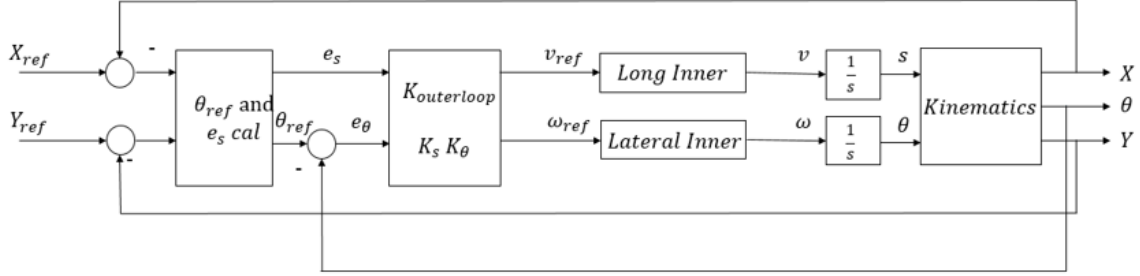 X_ref
-
Y_ref
-
θ_ref and
e_s cal
e_s
θ_ref
-
e_θ
K_outerloop
K_s K_θ
v_ref
ω_ref
Long Inner
Lateral Inner
v
ω
1/s
1/s
s
θ
Kinematics
X
θ
Y